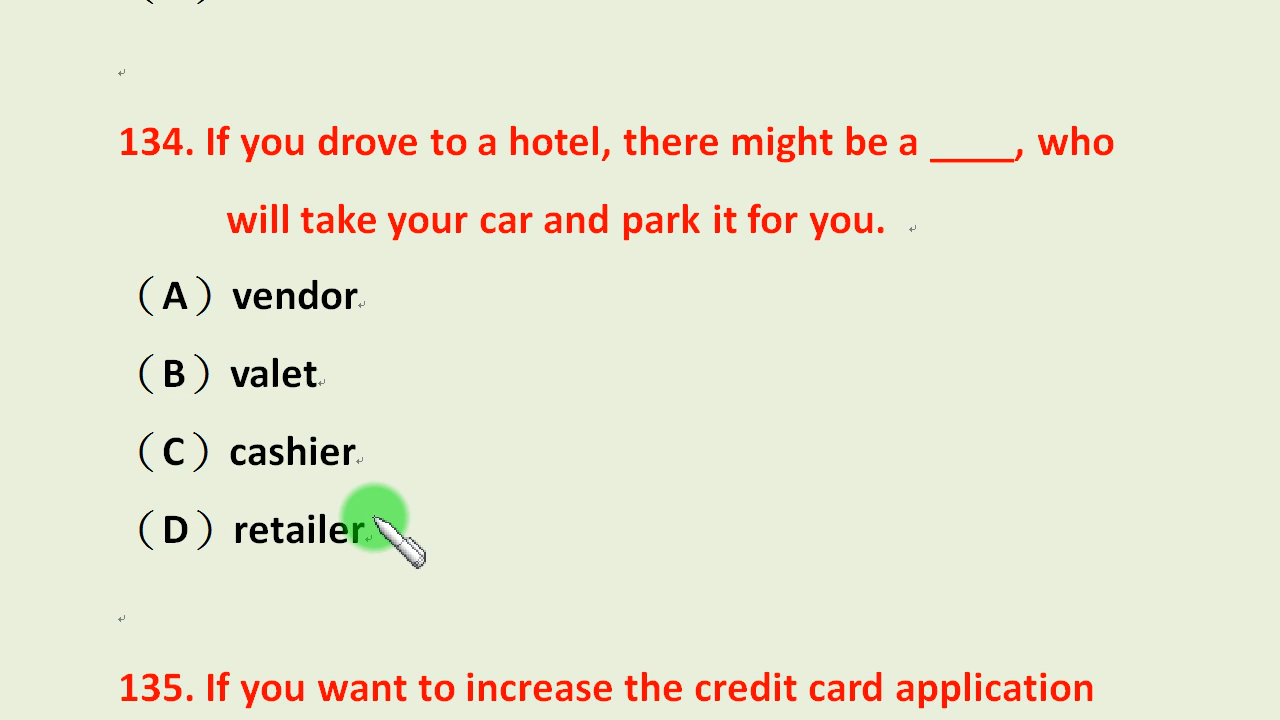 134. If you drove to a hotel, there might be a ____, who
will take your car and park it for you.
（A）vendor
（B）valet
（C）cashier
（D）retailer
135. If you want to increase the credit card application